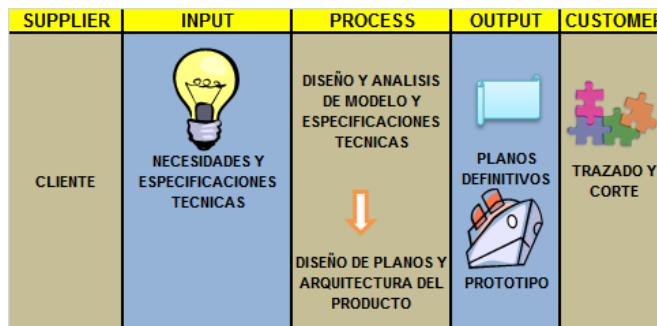 SUPPLIER
INPUT
PROCESS
OUTPUT
CUSTOMER
CLIENTE
NECESIDADES Y
ESPECIFICACIONES
TECNICAS
DISEÑO Y ANALISIS
DE MODELO Y
ESPECIFICACIONES
TECNICAS
DISEÑO DE PLANOS Y
ARQUITECTURA DEL
PRODUCTO
PLANOS
DEFINITIVOS
PROTOTIPO
TRAZADO Y
CORTE